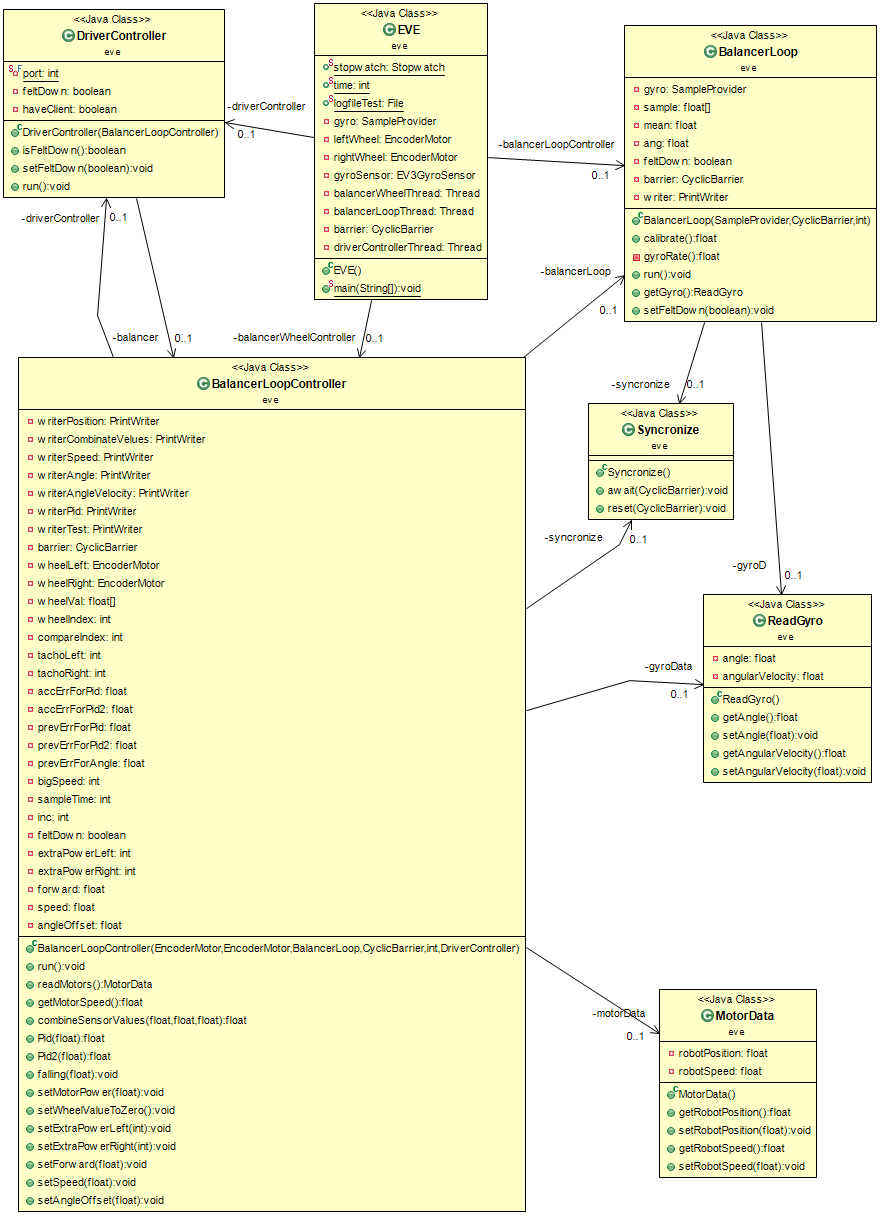 <<Java Class>>
DriverController
eve
port: int
feltDown: boolean
haveClient: boolean
DriverController(BalancerLoopController)
isFeltDown():boolean
setFeltDown(boolean):void
run():void
<<Java Class>>
EVE
eve
stopwatch: Stopwatch
time: int
logfileTest: File
gyro: SampleProvider
leftWheel: EncoderMotor
rightWheel: EncoderMotor
gyroSensor: EV3GyroSensor
balancerWheelThread: Thread
balancerLoopThread: Thread
barrier: CyclicBarrier
driverControllerThread: Thread
EVE()
main(String[]):void
<<Java Class>>
BalancerLoop
eve
gyro: SampleProvider
sample: float[]
mean: float
ang: float
feltDown: boolean
barrier: CyclicBarrier
writer: PrintWriter
BalancerLoop(SampleProvider,CyclicBarrier,int)
calibrate():float
gyroRate():float
run():void
getGyro():ReadGyro
setFeltDown(boolean):void
-driverController
0..1
-balancerLoopController
0..1
-driverController
0..1
-balancer
0..1
-balancerWheelController
0..1
-balancerLoop
0..1
<<Java Class>>
BalancerLoopController
eve
writerPosition: PrintWriter
writerCombinateVelues: PrintWriter
writerSpeed: PrintWriter
writerAngle: PrintWriter
writerAngleVelocity: PrintWriter
writerPid: PrintWriter
writerTest: PrintWriter
barrier: CyclicBarrier
wheelLeft: EncoderMotor
wheelRight: EncoderMotor
wheelVal: float[]
wheelIndex: int
compareIndex: int
tachoLeft: int
tachoRight: int
accErrForPid: float
accErrForPid2: float
prevErrForPid: float
prevErrForPid2: float
prevErrForAngle: float
bigSpeed: int
sampleTime: int
inc: int
feltDown: boolean
extraPowerLeft: int
extraPowerRight: int
forward: float
speed: float
angleOffset: float
BalancerLoopController(EncoderMotor,EncoderMotor,BalancerLoop,CyclicBarrier,int,DriverController)
run():void
readMotors():MotorData
getMotorSpeed():float
combineSensorValues(float,float,float):float
Pid(float):float
Pid2(float):float
falling(float):void
setMotorPower(float):void
setWheelValueToZero():void
setExtraPowerLeft(int):void
setExtraPowerRight(int):void
setForward(float):void
setSpeed(float):void
setAngleOffset(float):void
-syncronize
0..1
<<Java Class>>
Syncronize
eve
Syncronize()
await(CyclicBarrier):void
reset(CyclicBarrier):void
-syncronize
0..1
-gyroD
0..1
<<Java Class>>
ReadGyro
eve
angle: float
angularVelocity: float
ReadGyro()
getAngle():float
setAngle(float):void
getAngularVelocity():float
setAngularVelocity(float):void
-gyroData
0..1
-motorData
0..1
<<Java Class>>
MotorData
eve
robotPosition: float
robotSpeed: float
MotorData()
getRobotPosition():float
setRobotPosition(float):void
getRobotSpeed():float
setRobotSpeed(float):void